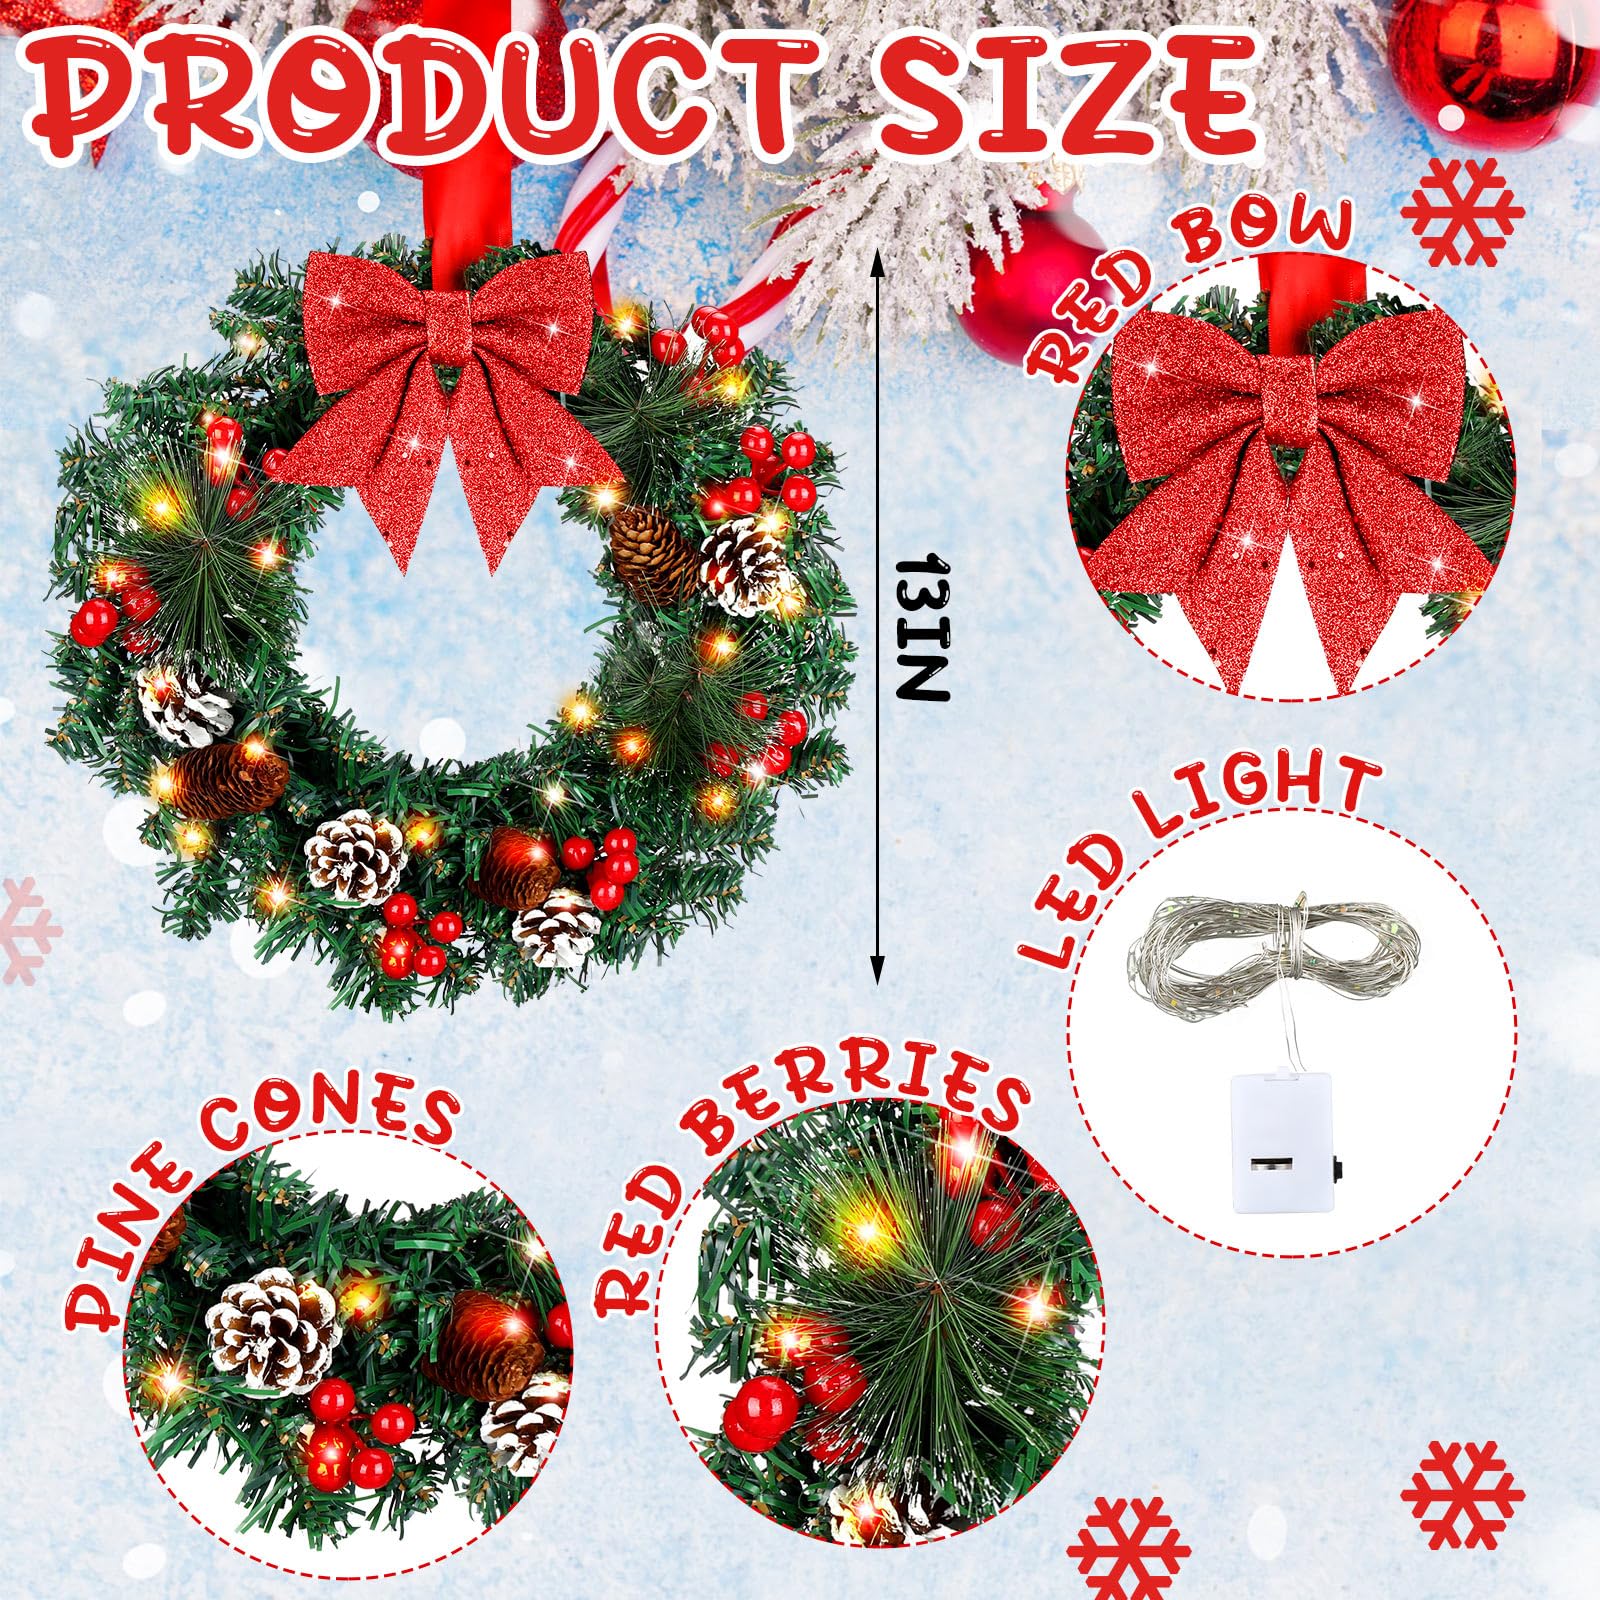 PRODUCT SIZE
RED BOW
13IN
LED LIGHT
PINE CONES
RED BERRIES